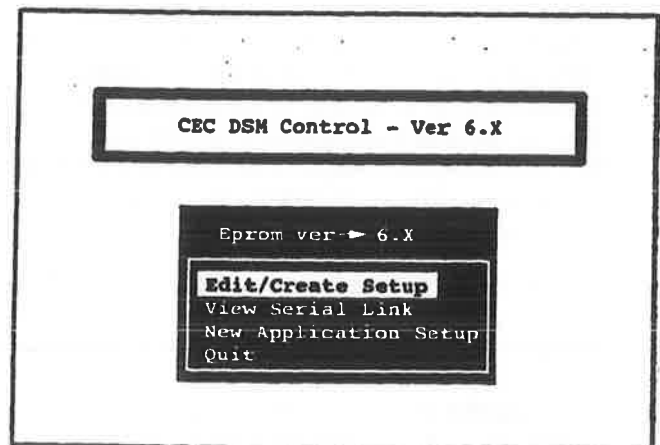 CEC DSM Control - Ver 6.X
Eprom ver→ 6.X
Edit/Create Setup
View Serial Link
New Application Setup
Quit